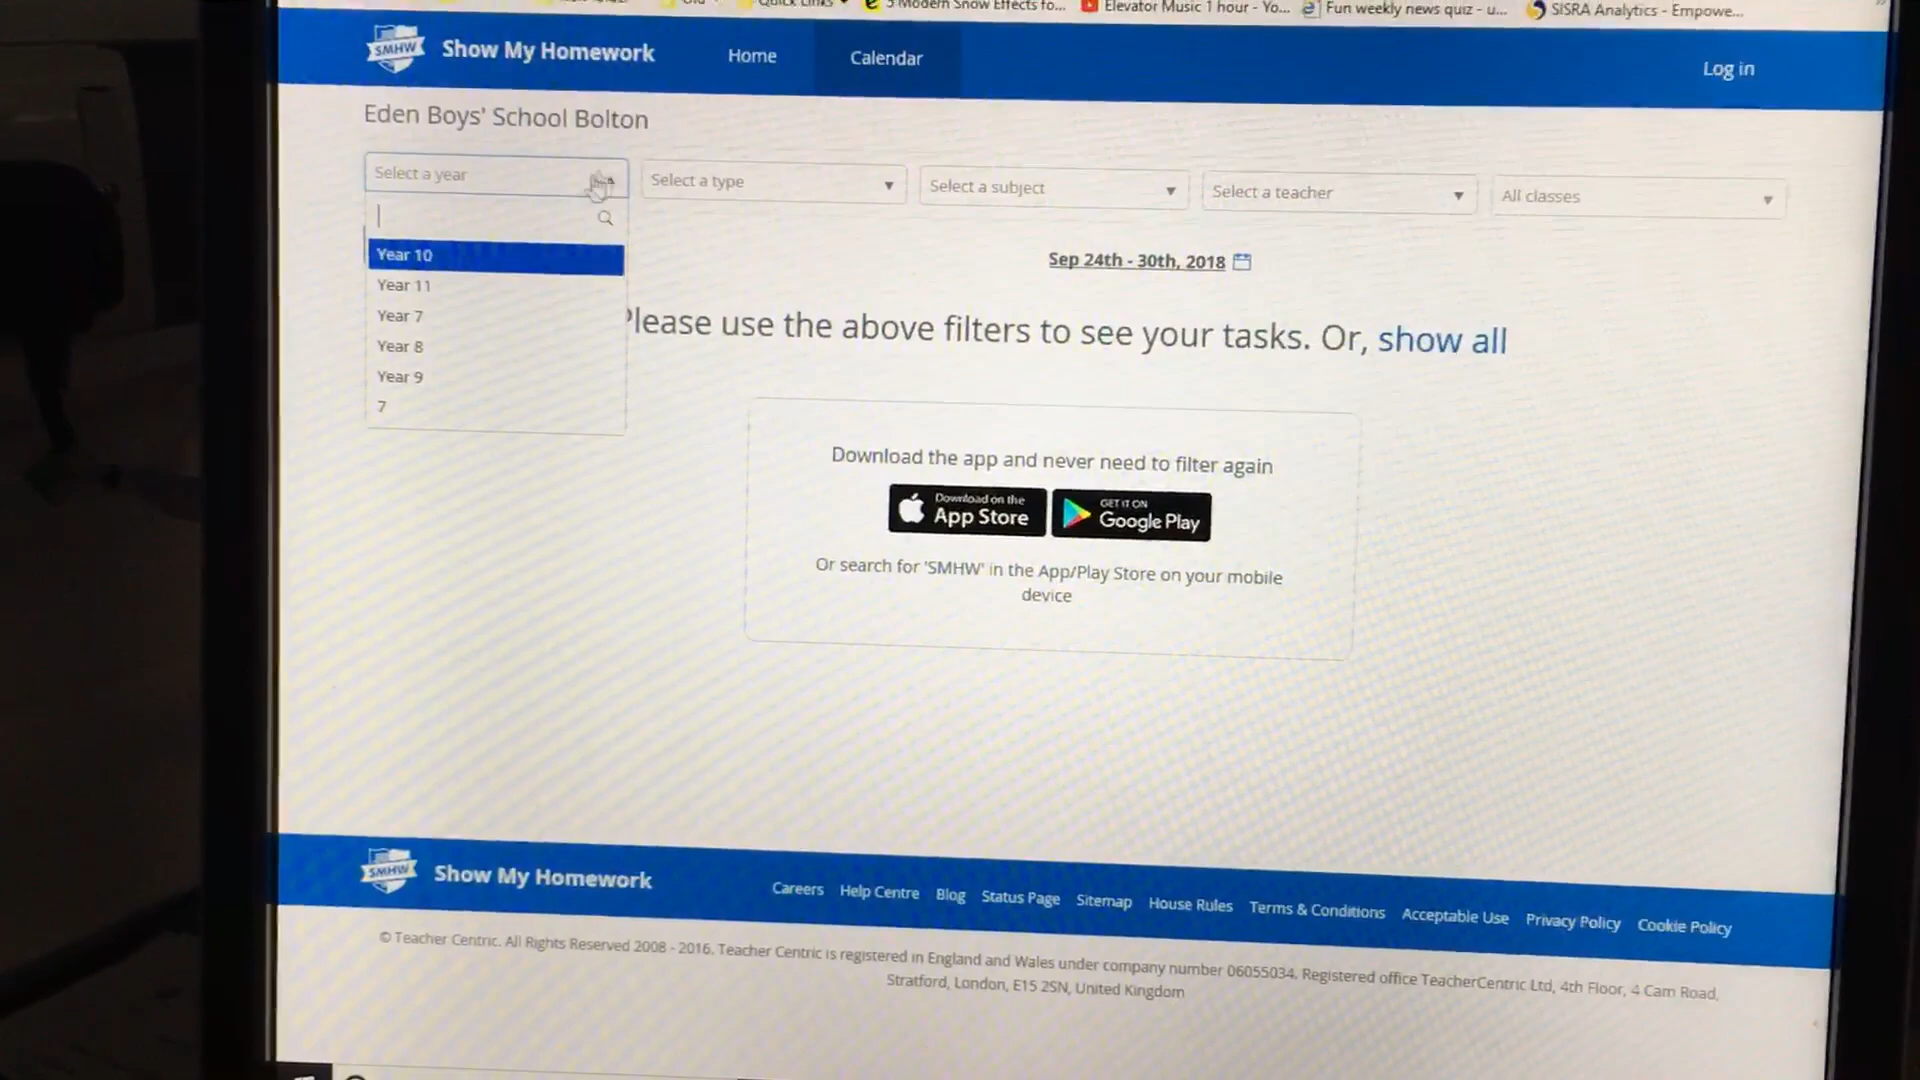 5 Modern Snow Effects fo... Elevator Music 1 hour - Yo... Fun weekly news quiz - u... SISRA Analytics - Empowe...
SMHW Show My Homework Home Calendar Log in
Eden Boys' School Bolton
Select a year Select a type Select a subject Select a teacher All classes
Year 10
Year 11
Year 7
Year 8
Year 9
7
Sep 24th - 30th, 2018
Please use the above filters to see your tasks. Or, show all
Download the app and never need to filter again
Download on the
App Store
GET IT ON
Google Play
Or search for 'SMHW' in the App/Play Store on your mobile
device
SMHW Show My Homework Careers Help Centre Blog Status Page Sitemap House Rules Terms & Conditions Acceptable Use Privacy Policy Cookie Policy
© Teacher Centric. All Rights Reserved 2008 - 2016. Teacher Centric is registered in England and Wales under company number 06055034. Registered office TeacherCentric Ltd, 4th Floor, 4 Cam Road,
Stratford, London, E15 2SN, United Kingdom